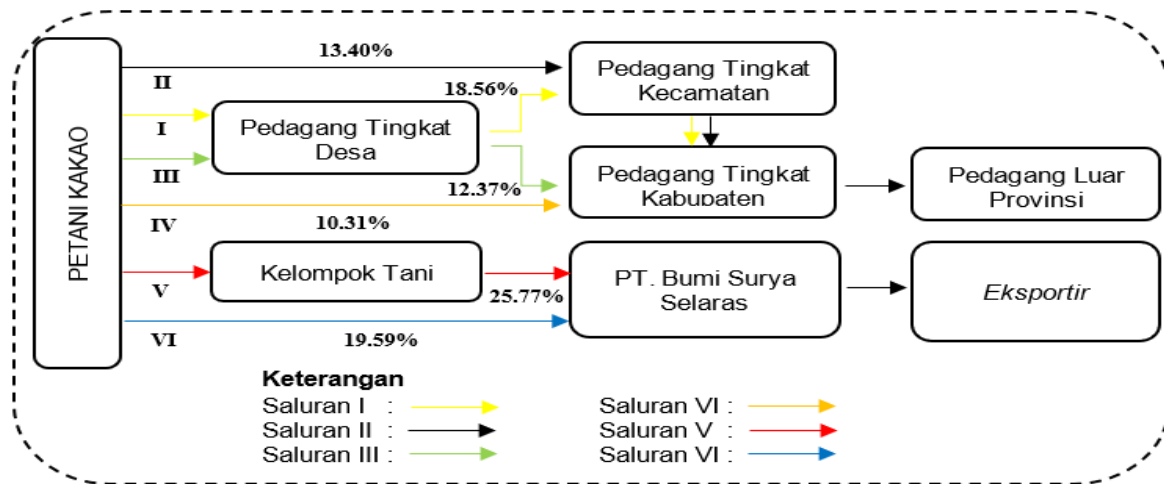 PETANI KAKAO
13.40%
II
18.56%
Pedagang Tingkat
Kecamatan
I
Pedagang Tingkat
Desa
III
12.37%
Pedagang Tingkat
Kabupaten
Pedagang Luar
Provinsi
IV
10.31%
Kelompok Tani
V
25.77%
PT. Bumi Surya
Selaras
Eksportir
VI
19.59%
Keterangan
Saluran I :
Saluran II :
Saluran III :
Saluran VI :
Saluran V :
Saluran VI :